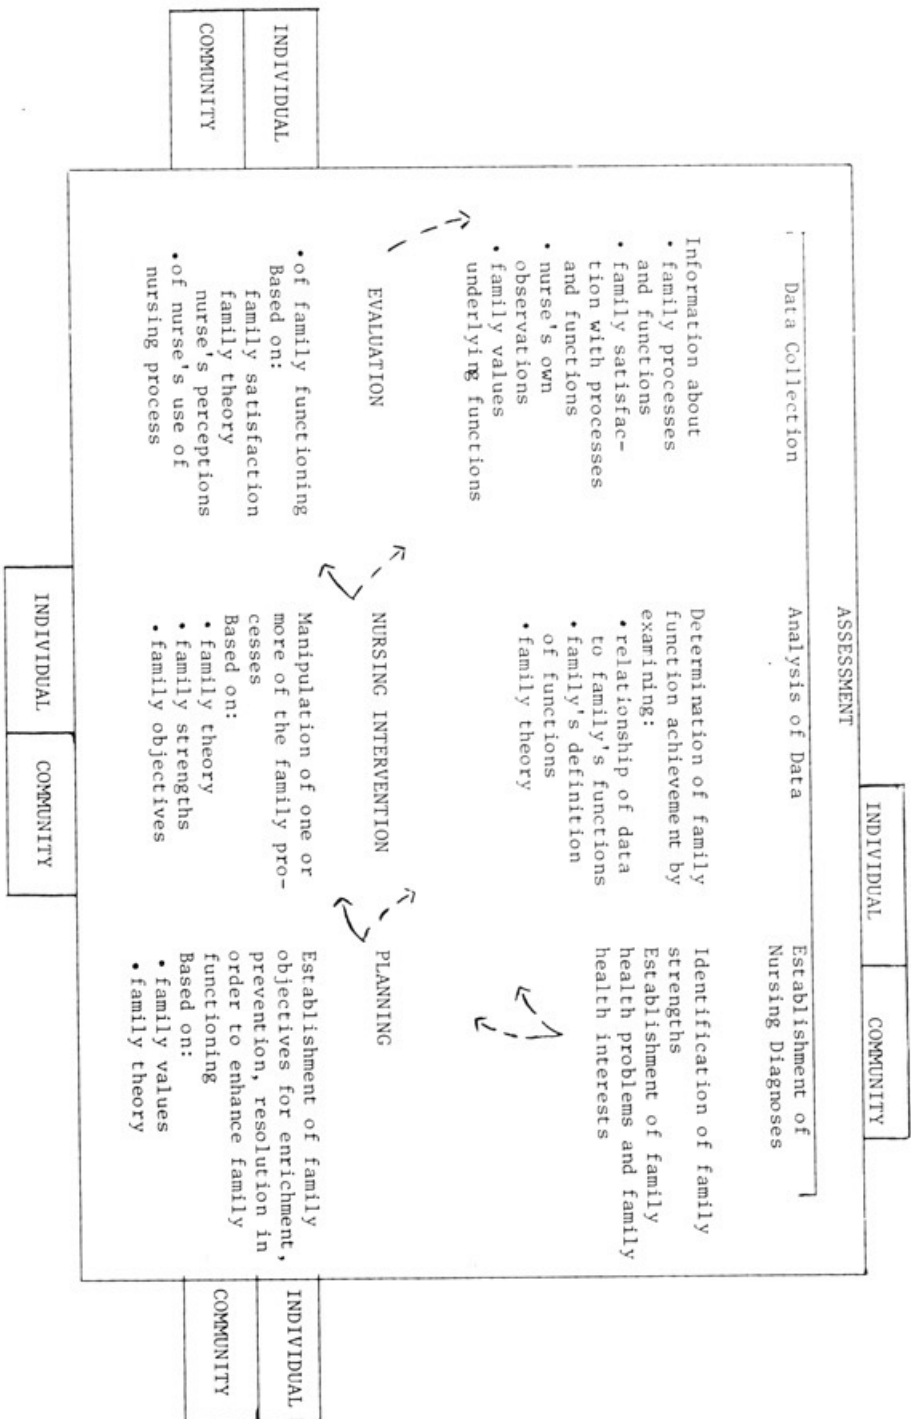 INDIVIDUAL
COMMUNITY
ASSESSMENT
Data Collection
Analysis of Data
Establishment of
Nursing Diagnoses
Information about
• family processes
and functions
• family satisfac-
tion with processes
and functions
• nurse's own
observations
• family values
underlying functions
Determination of family
function achievement by
examining:
• relationship of data
to family's functions
• family's definition
of functions
• family theory
Identification of family
strengths
Establishment of family
health problems and family
health interests
EVALUATION
• of family functioning
Based on:
family satisfaction
family theory
nurse's perceptions
• of nurse's use of
nursing process
NURSING INTERVENTION
Manipulation of one or
more of the family pro-
cesses
Based on:
• family theory
• family strengths
• family objectives
PLANNING
Establishment of family
objectives for enrichment,
prevention, resolution in
order to enhance family
functioning
Based on:
• family values
• family theory
INDIVIDUAL
COMMUNITY
INDIVIDUAL
COMMUNITY
INDIVIDUAL
COMMUNITY